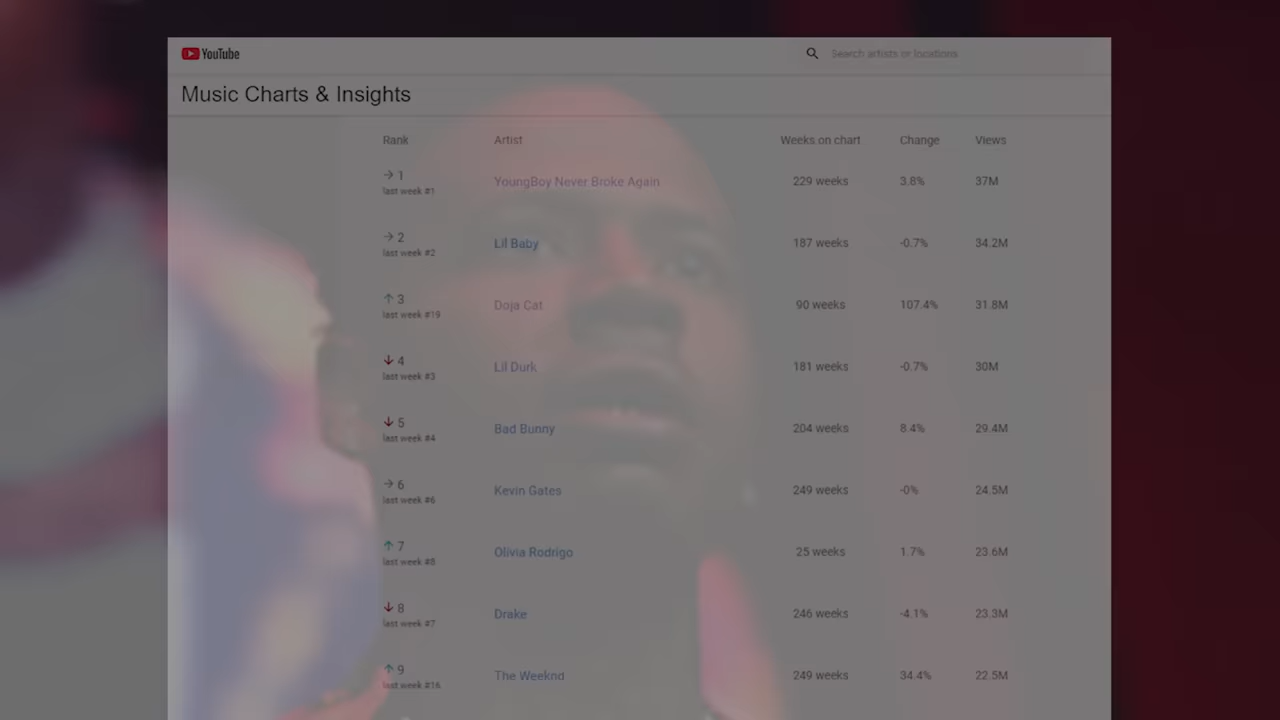 YouTube
Search artists or locations
Music Charts & Insights
Rank Artist Weeks on chart Change Views
→ 1 YoungBoy Never Broke Again 229 weeks 3.8% 37M
last week #1
→ 2 Lil Baby 187 weeks -0.7% 34.2M
last week #2
↑ 3 Doja Cat 90 weeks 107.4% 31.8M
last week #19
↓ 4 Lil Durk 181 weeks -0.7% 30M
last week #3
↓ 5 Bad Bunny 204 weeks 8.4% 29.4M
last week #4
→ 6 Kevin Gates 249 weeks -0% 24.5M
last week #6
↑ 7 Olivia Rodrigo 25 weeks 1.7% 23.6M
last week #8
↓ 8 Drake 246 weeks -4.1% 23.3M
last week #7
↑ 9 The Weeknd 249 weeks 34.4% 22.5M
last week #16